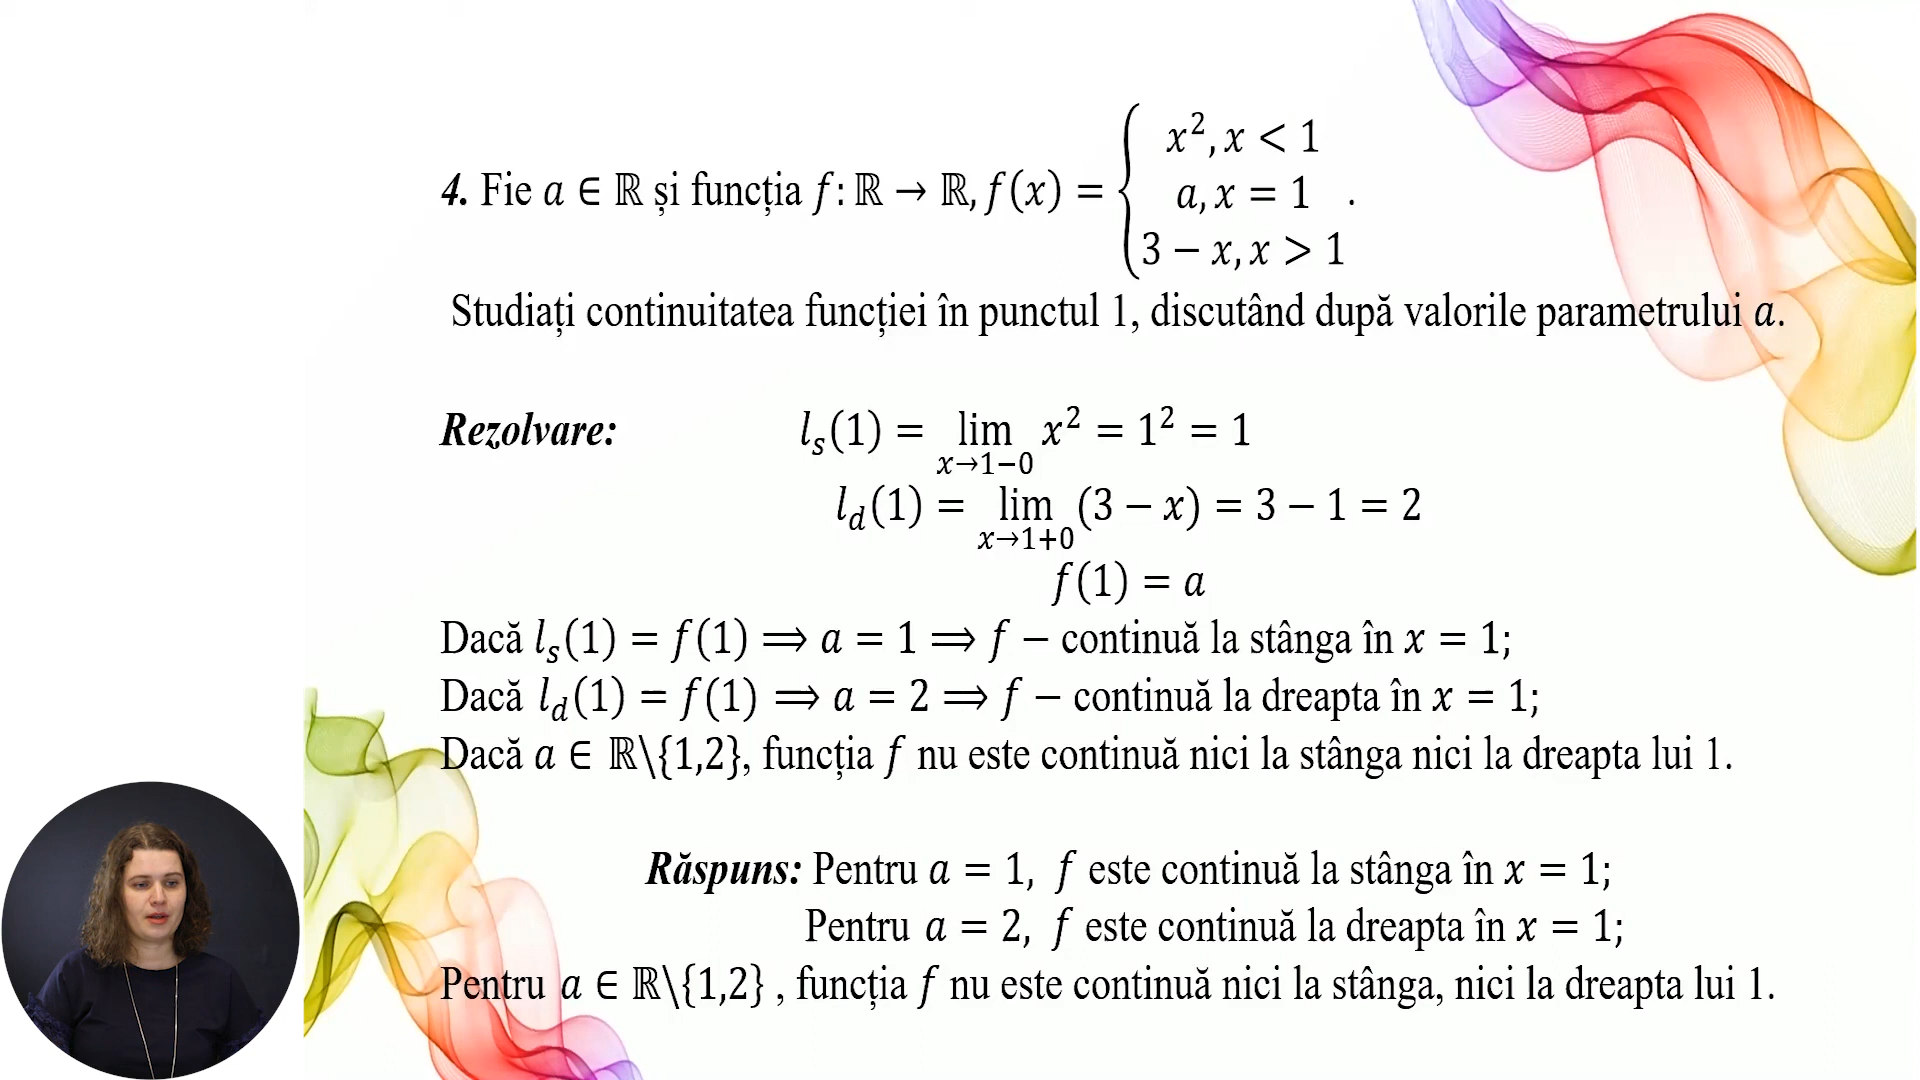 x², x < 1
4. Fie a ∈ ℝ și funcția f: ℝ → ℝ, f(x) = { a, x = 1 .
3 − x, x > 1
Studiați continuitatea funcției în punctul 1, discutând după valorile parametrului a.
Rezolvare: lₛ(1) = lim x² = 1² = 1
x→1−0
l_d(1) = lim (3 − x) = 3 − 1 = 2
x→1+0
f(1) = a
Dacă lₛ(1) = f(1) ⟹ a = 1 ⟹ f − continuă la stânga în x = 1;
Dacă l_d(1) = f(1) ⟹ a = 2 ⟹ f − continuă la dreapta în x = 1;
Dacă a ∈ ℝ\{1,2}, funcția f nu este continuă nici la stânga nici la dreapta lui 1.
Răspuns: Pentru a = 1, f este continuă la stânga în x = 1;
Pentru a = 2, f este continuă la dreapta în x = 1;
Pentru a ∈ ℝ\{1,2} , funcția f nu este continuă nici la stânga, nici la dreapta lui 1.